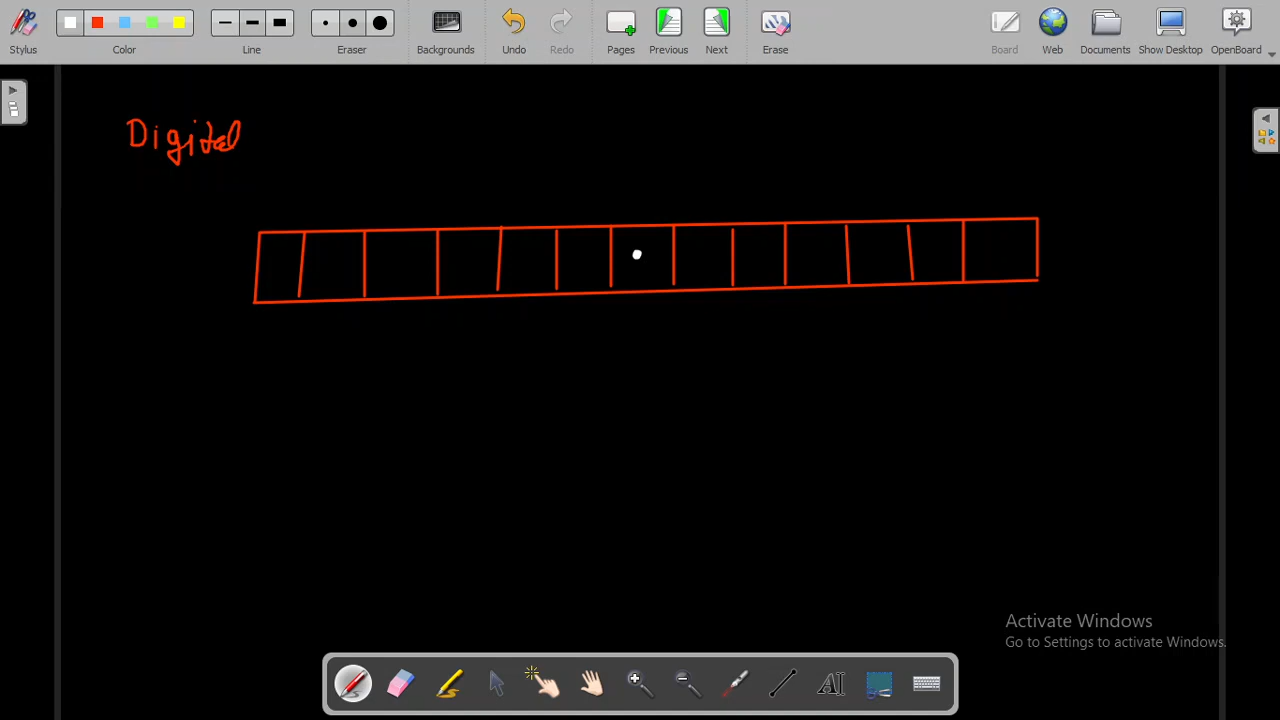 Stylus Color Line Eraser Backgrounds Undo Redo Pages Previous Next Erase Board Web Documents Show Desktop OpenBoard
Digital
Activate Windows
Go to Settings to activate Windows.
AI